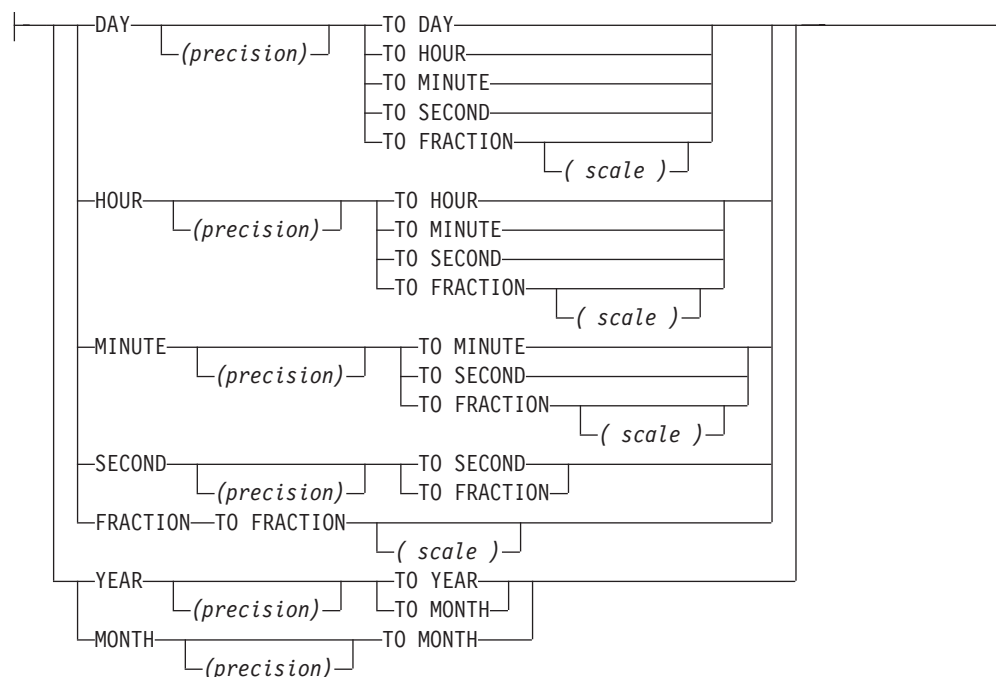 DAY TO DAY
(precision) TO HOUR
TO MINUTE
TO SECOND
TO FRACTION
( scale )
HOUR TO HOUR
(precision) TO MINUTE
TO SECOND
TO FRACTION
( scale )
MINUTE TO MINUTE
(precision) TO SECOND
TO FRACTION
( scale )
SECOND TO SECOND
(precision) TO FRACTION
FRACTION TO FRACTION
( scale )
YEAR TO YEAR
(precision) TO MONTH
MONTH TO MONTH
(precision)